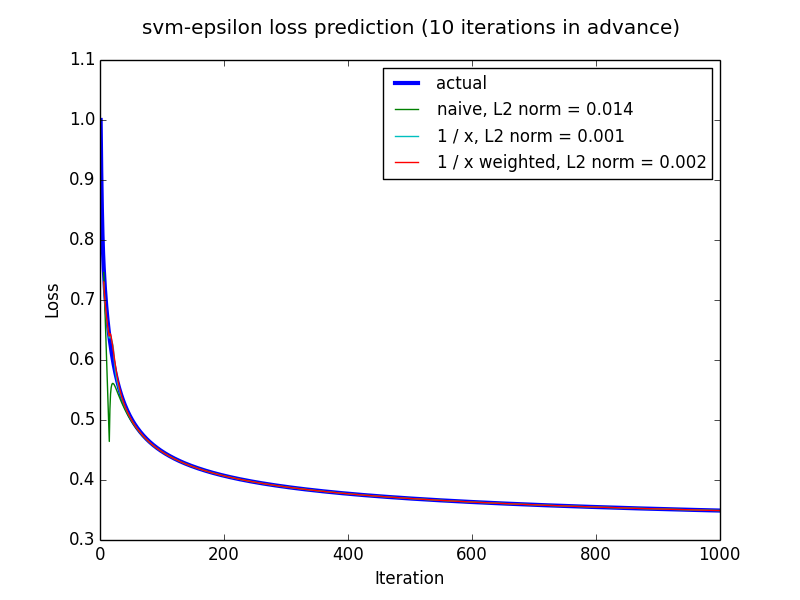 svm-epsilon loss prediction (10 iterations in advance)
1.1
1.0
0.9
0.8
0.7
0.6
0.5
0.4
0.3
Loss
actual
naive, L2 norm = 0.014
1 / x, L2 norm = 0.001
1 / x weighted, L2 norm = 0.002
0 200 400 600 800 1000
Iteration